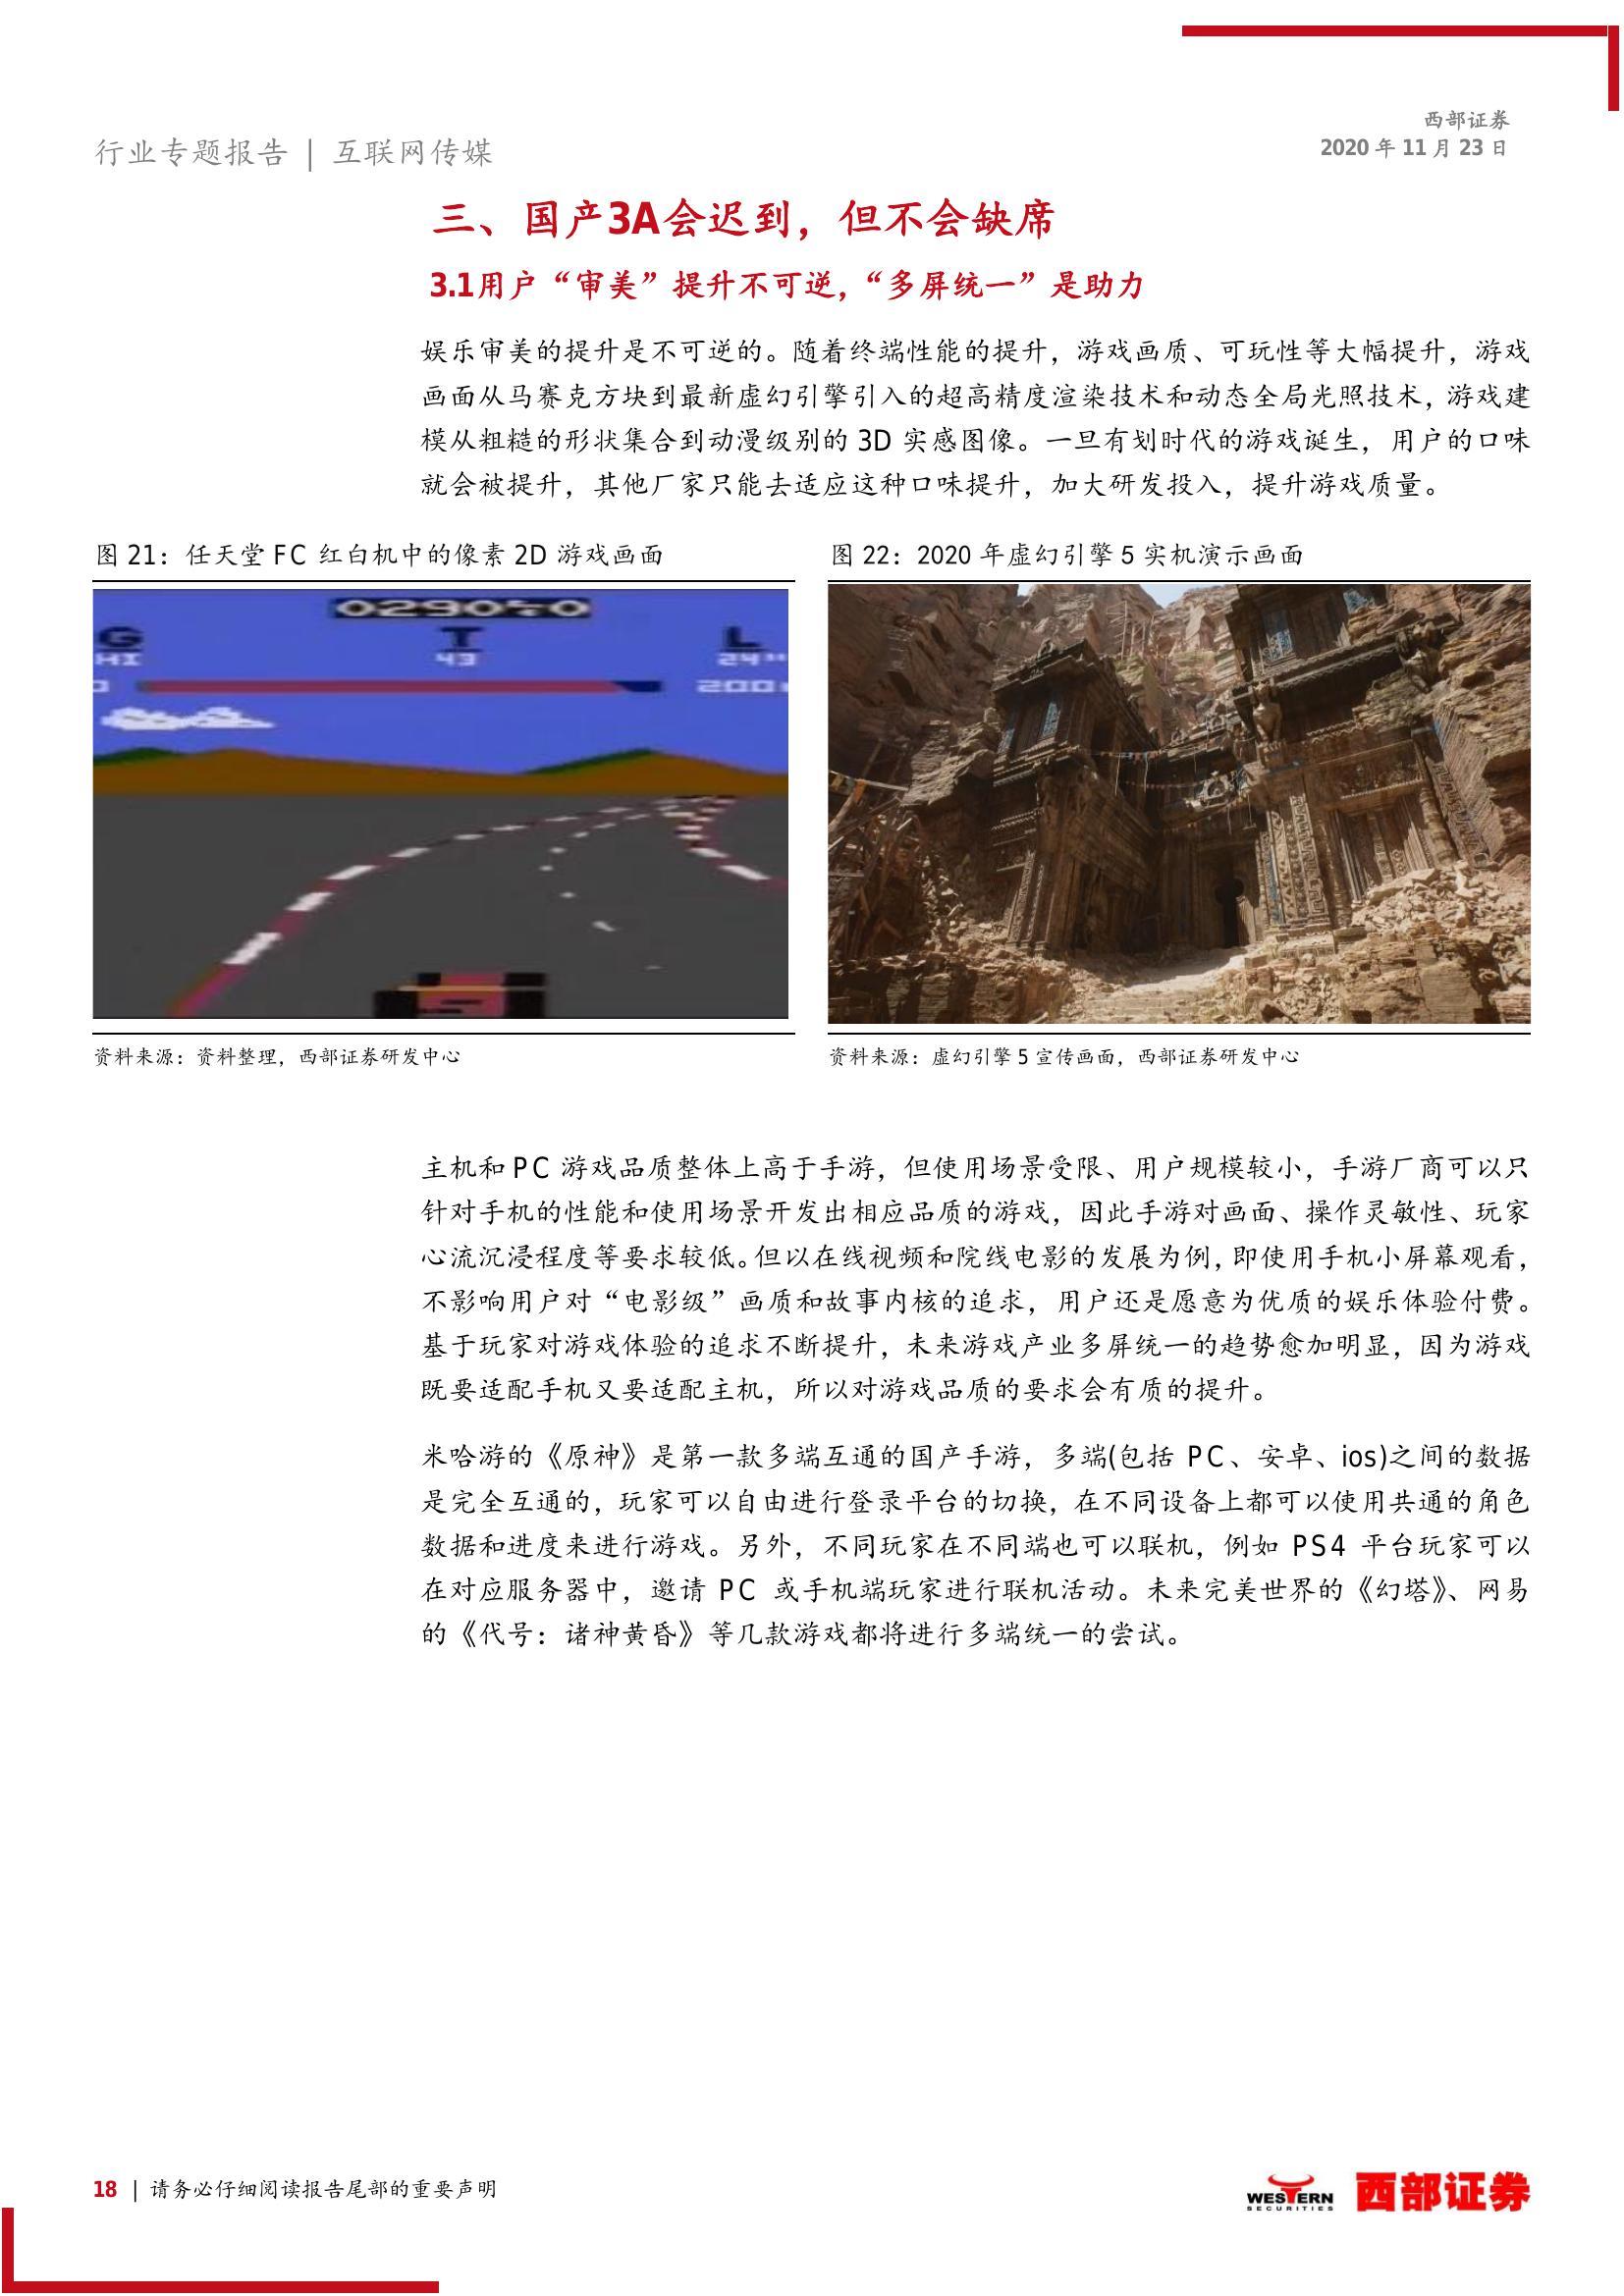 西部证券
行业专题报告 | 互联网传媒
2020 年 11 月 23 日
三、国产3A会迟到，但不会缺席
3.1用户“审美”提升不可逆，“多屏统一”是助力
娱乐审美的提升是不可逆的。随着终端性能的提升，游戏画质、可玩性等大幅提升，游戏
画面从马赛克方块到最新虚幻引擎引入的超高精度渲染技术和动态全局光照技术，游戏建
模从粗糙的形状集合到动漫级别的 3D 实感图像。一旦有划时代的游戏诞生，用户的口味
就会被提升，其他厂家只能去适应这种口味提升，加大研发投入，提升游戏质量。
图 21：任天堂 FC 红白机中的像素 2D 游戏画面
图 22：2020 年虚幻引擎 5 实机演示画面
G T L
HI 43 24"
200
资料来源：资料整理，西部证券研发中心
资料来源：虚幻引擎 5 宣传画面，西部证券研发中心
主机和 PC 游戏品质整体上高于手游，但使用场景受限、用户规模较小，手游厂商可以只
针对手机的性能和使用场景开发出相应品质的游戏，因此手游对画面、操作灵敏性、玩家
心流沉浸程度等要求较低。但以在线视频和院线电影的发展为例，即使用手机小屏幕观看，
不影响用户对“电影级”画质和故事内核的追求，用户还是愿意为优质的娱乐体验付费。
基于玩家对游戏体验的追求不断提升，未来游戏产业多屏统一的趋势愈加明显，因为游戏
既要适配手机又要适配主机，所以对游戏品质的要求会有质的提升。
米哈游的《原神》是第一款多端互通的国产手游，多端(包括 PC、安卓、ios)之间的数据
是完全互通的，玩家可以自由进行登录平台的切换，在不同设备上都可以使用共通的角色
数据和进度来进行游戏。另外，不同玩家在不同端也可以联机，例如 PS4 平台玩家可以
在对应服务器中，邀请 PC 或手机端玩家进行联机活动。未来完美世界的《幻塔》、网易
的《代号：诸神黄昏》等几款游戏都将进行多端统一的尝试。
18 | 请务必仔细阅读报告尾部的重要声明
WESTERN
SECURITIES
西部证券